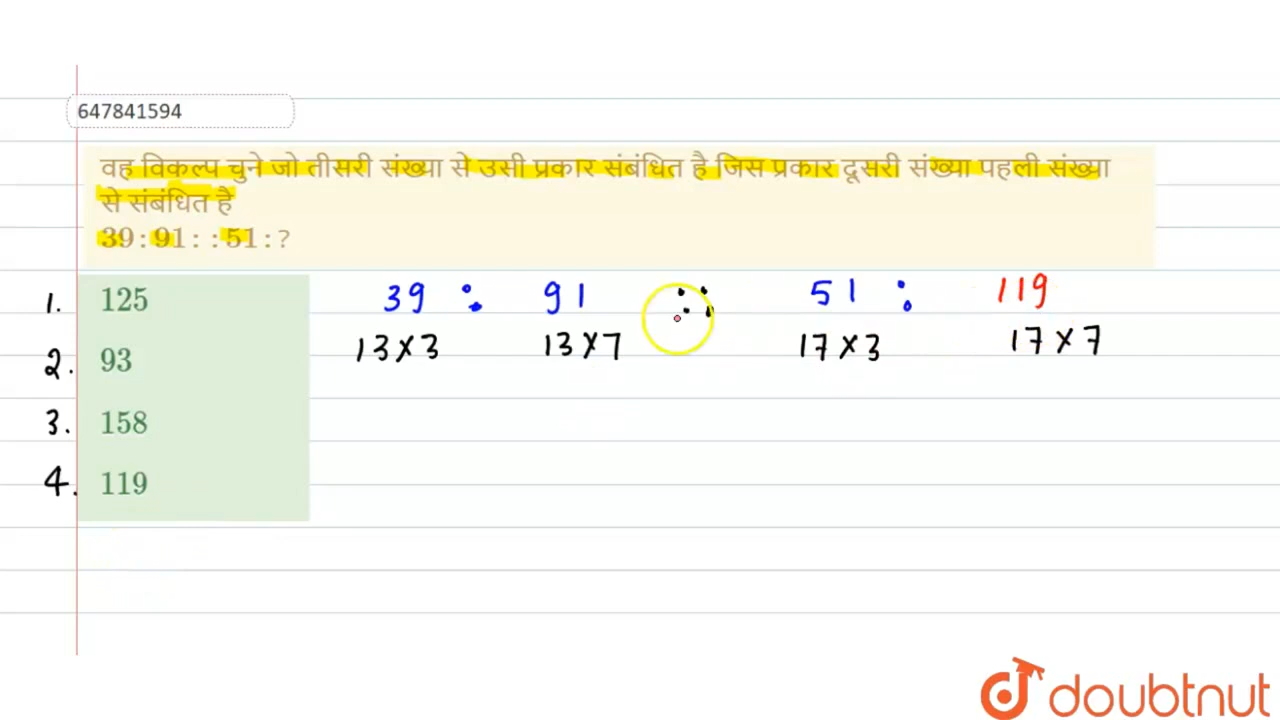 647841594
वह विकल्प चुने जो तीसरी संख्या से उसी प्रकार संबंधित है जिस प्रकार दूसरी संख्या पहली संख्या
से संबंधित है
39:91::51:?
1. 125
2. 93
3. 158
4. 119
39 : 91 :: 51 : 119
13×3 13×7 17×3 17×7
doubtnut